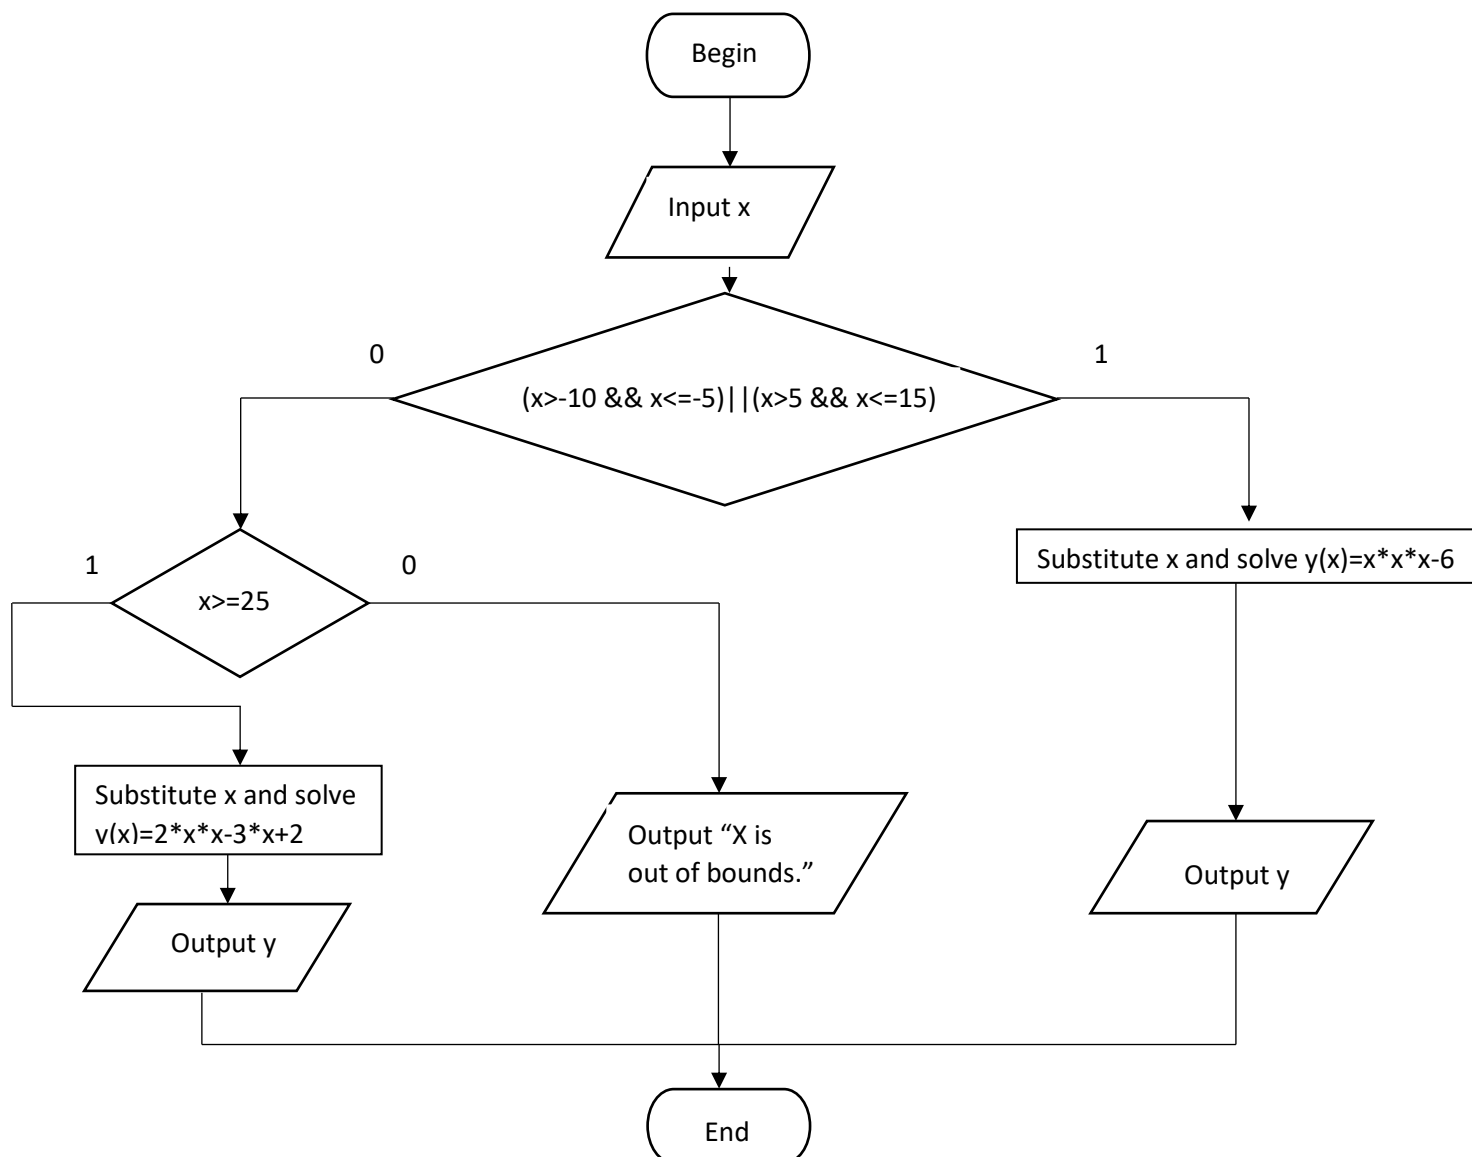 Begin
Input x
0
1
(x>-10 && x<=-5)||(x>5 && x<=15)
1
0
x>=25
Substitute x and solve y(x)=x*x*x-6
Substitute x and solve
y(x)=2*x*x-3*x+2
Output “X is
out of bounds.”
Output y
Output y
End